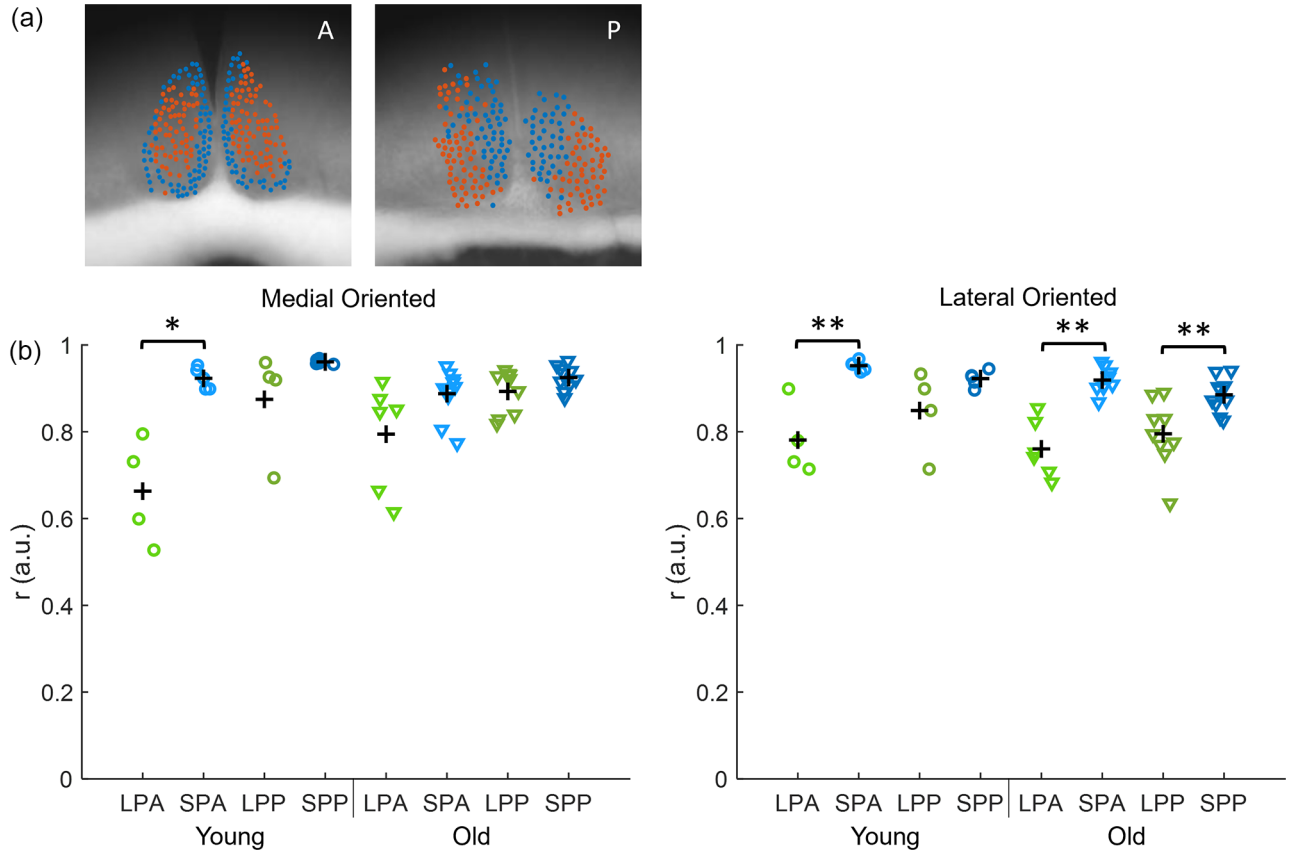 (a)
A
P
Medial Oriented
Lateral Oriented
(b)
*
1
0.8
0.6
0.4
0.2
0
r (a.u.)
LPA SPA LPP SPP LPA SPA LPP SPP
Young Old
** ** **
1
0.8
0.6
0.4
0.2
0
r (a.u.)
LPA SPA LPP SPP LPA SPA LPP SPP
Young Old